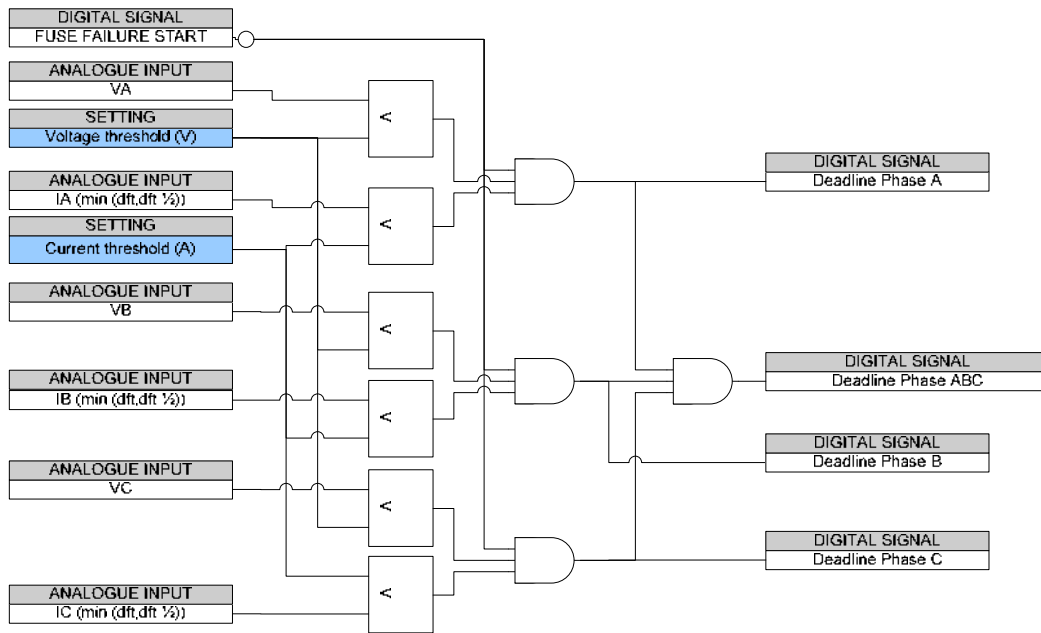 DIGITAL SIGNAL
FUSE FAILURE START
ANALOGUE INPUT
VA
SETTING
Voltage threshold (V)
ANALOGUE INPUT
IA (min (dft,dft ½))
SETTING
Current threshold (A)
ANALOGUE INPUT
VB
ANALOGUE INPUT
IB (min (dft,dft ½))
ANALOGUE INPUT
VC
ANALOGUE INPUT
IC (min (dft,dft ½))
<
<
<
<
<
<
DIGITAL SIGNAL
Deadline Phase A
DIGITAL SIGNAL
Deadline Phase ABC
DIGITAL SIGNAL
Deadline Phase B
DIGITAL SIGNAL
Deadline Phase C